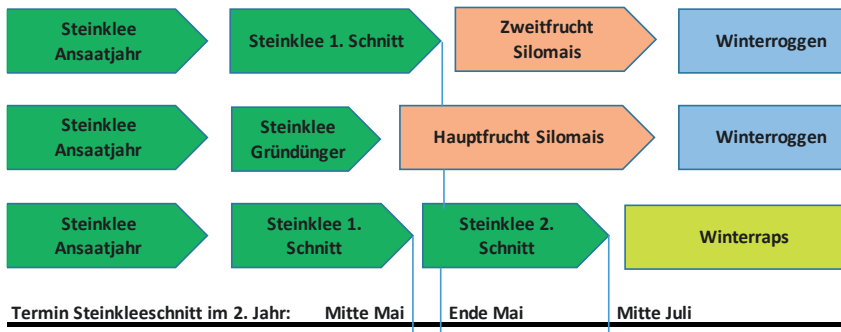 Steinklee
Ansaatjahr
Steinklee 1. Schnitt
Zweitfrucht
Silomais
Winterroggen
Steinklee
Ansaatjahr
Steinklee
Gründünger
Hauptfrucht Silomais
Winterroggen
Steinklee
Ansaatjahr
Steinklee 1.
Schnitt
Steinklee 2.
Schnitt
Winterraps
Termin Steinkleeschnitt im 2. Jahr: Mitte Mai Ende Mai Mitte Juli